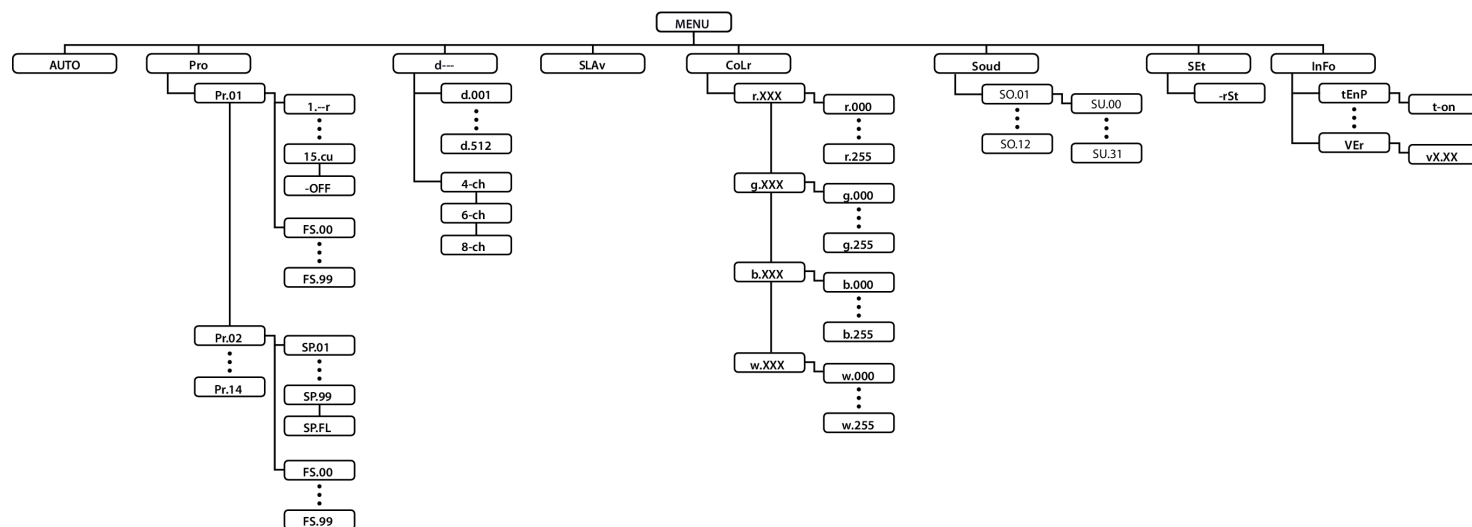 MENU
AUTO
Pro
d---
SLAv
CoLr
Soud
SEt
InFo
Pr.01
1.--r
15.cu
-OFF
FS.00
FS.99
Pr.02
Pr.14
SP.01
SP.99
SP.FL
FS.00
FS.99
d.001
d.512
4-ch
6-ch
8-ch
r.XXX
r.000
r.255
g.XXX
g.000
g.255
b.XXX
b.000
b.255
w.XXX
w.000
w.255
SO.01
SO.12
SU.00
SU.31
-rSt
tEnP
t-on
VEr
vX.XX